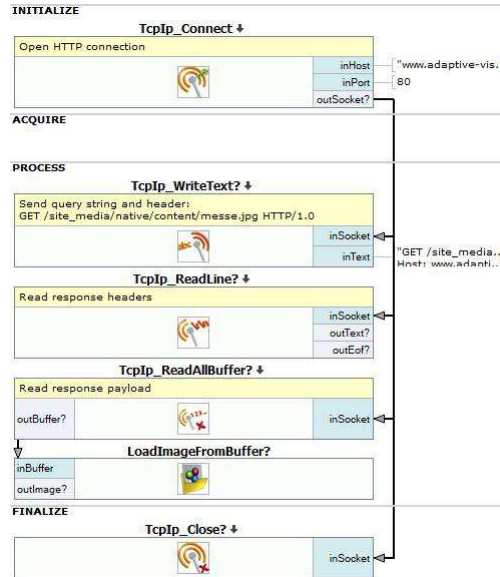 INITIALIZE
TcpIp_Connect
Open HTTP connection
inHost
"www.adaptive-vis.
inPort
80
outSocket?
ACQUIRE
PROCESS
TcpIp_WriteText?
Send query string and header:
GET /site_media/native/content/messe.jpg HTTP/1.0
inSocket
inText
"GET /site_media..
Host: www.adapti..
TcpIp_ReadLine?
Read response headers
inSocket
outText?
outEof?
TcpIp_ReadAllBuffer?
Read response payload
outBuffer?
inSocket
LoadImageFromBuffer?
inBuffer
outImage?
FINALIZE
TcpIp_Close?
inSocket